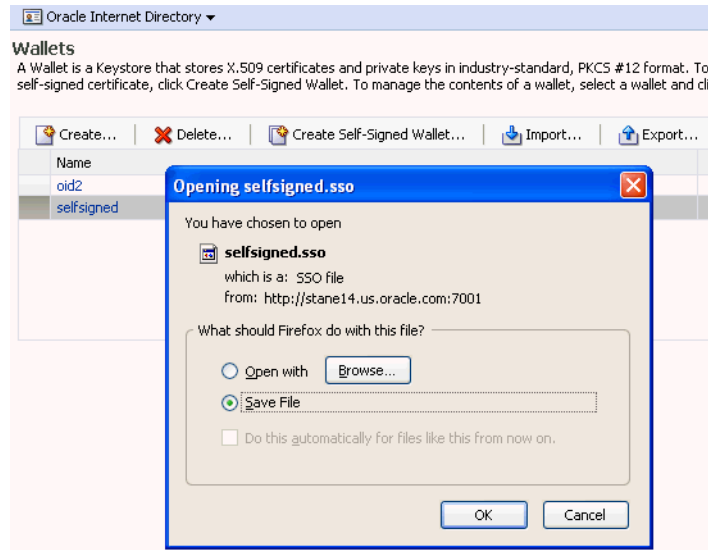 Oracle Internet Directory
Wallets
A Wallet is a Keystore that stores X.509 certificates and private keys in industry-standard, PKCS #12 format. To
self-signed certificate, click Create Self-Signed Wallet. To manage the contents of a wallet, select a wallet and cli
Create... Delete... Create Self-Signed Wallet... Import... Export...
Name
oid2
selfsigned
Opening selfsigned.sso
You have chosen to open
selfsigned.sso
which is a: SSO file
from: http://stane14.us.oracle.com:7001
What should Firefox do with this file?
Open with Browse...
Save File
Do this automatically for files like this from now on.
OK Cancel